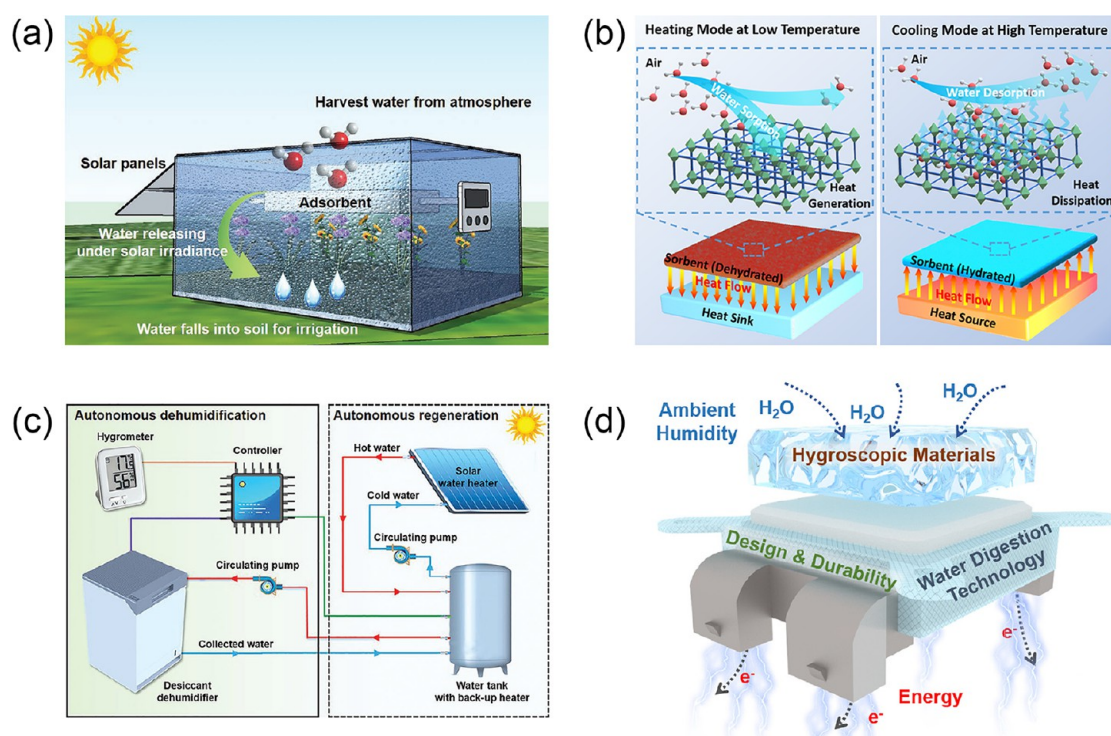 (a)
Harvest water from atmosphere
Solar panels
Adsorbent
Water releasing
under solar irradiance
Water falls into soil for irrigation
(b)
Heating Mode at Low Temperature
Air
Water Sorption
Heat
Generation
Sorbent (Dehydrated)
Heat Flow
Heat Sink
Cooling Mode at High Temperature
Air
Water Desorption
Heat
Dissipation
Sorbent (Hydrated)
Heat Flow
Heat Source
(c)
Autonomous dehumidification
Hygrometer
Controller
Circulating pump
Collected water
Desiccant
dehumidifier
Autonomous regeneration
Hot water
Solar
water heater
Cold water
Circulating pump
Water tank
with back-up heater
(d)
Ambient
Humidity
H₂O
H₂O
H₂O
Hygroscopic Materials
Design & Durability
Water Digestion
Technology
e⁻
e⁻
e⁻
Energy